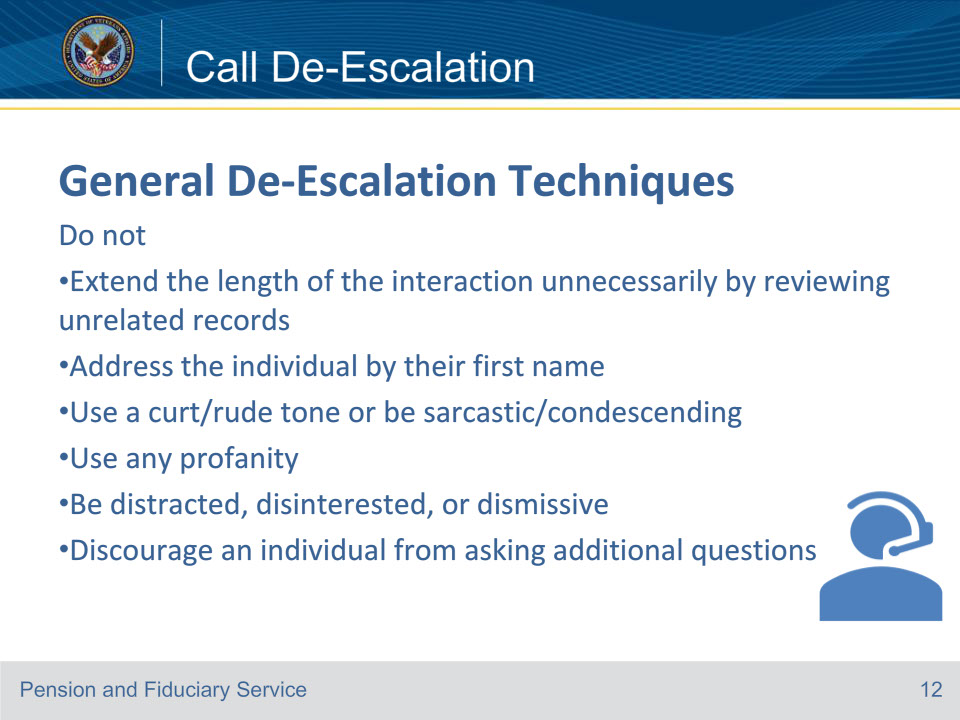 Call De-Escalation
General De-Escalation Techniques
Do not
•Extend the length of the interaction unnecessarily by reviewing
unrelated records
•Address the individual by their first name
•Use a curt/rude tone or be sarcastic/condescending
•Use any profanity
•Be distracted, disinterested, or dismissive
•Discourage an individual from asking additional questions
Pension and Fiduciary Service
12